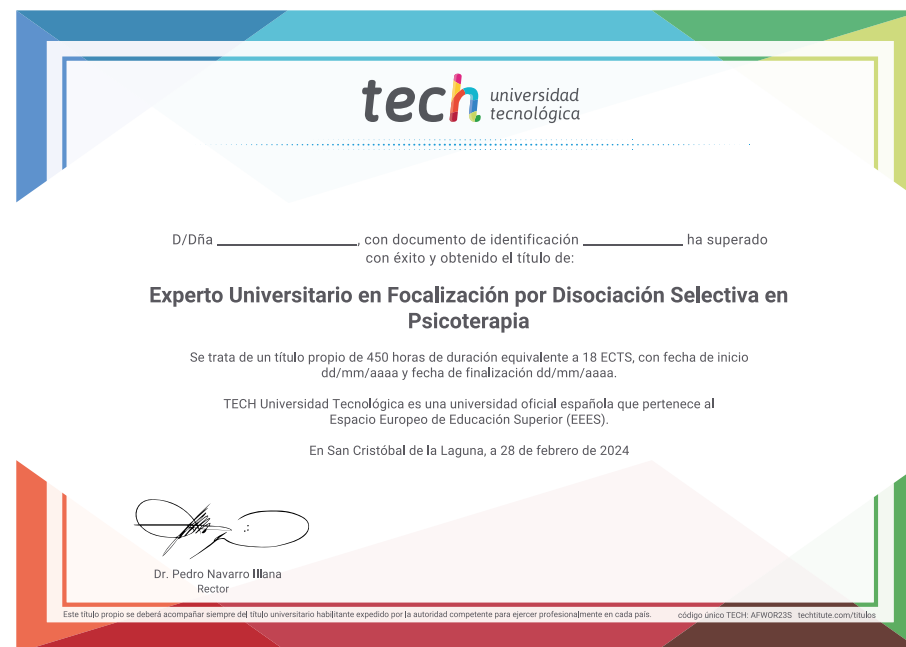 tech universidad
tecnológica
D/Dña ____________________, con documento de identificación ______________ ha superado
con éxito y obtenido el título de:
Experto Universitario en Focalización por Disociación Selectiva en
Psicoterapia
Se trata de un título propio de 450 horas de duración equivalente a 18 ECTS, con fecha de inicio
dd/mm/aaaa y fecha de finalización dd/mm/aaaa.
TECH Universidad Tecnológica es una universidad oficial española que pertenece al
Espacio Europeo de Educación Superior (EEES).
En San Cristóbal de la Laguna, a 28 de febrero de 2024
Dr. Pedro Navarro Illana
Rector
Este título propio se deberá acompañar siempre del título universitario habilitante expedido por la autoridad competente para ejercer profesionalmente en cada país. código único TECH: AFWOR23S techtitute.com/titulos